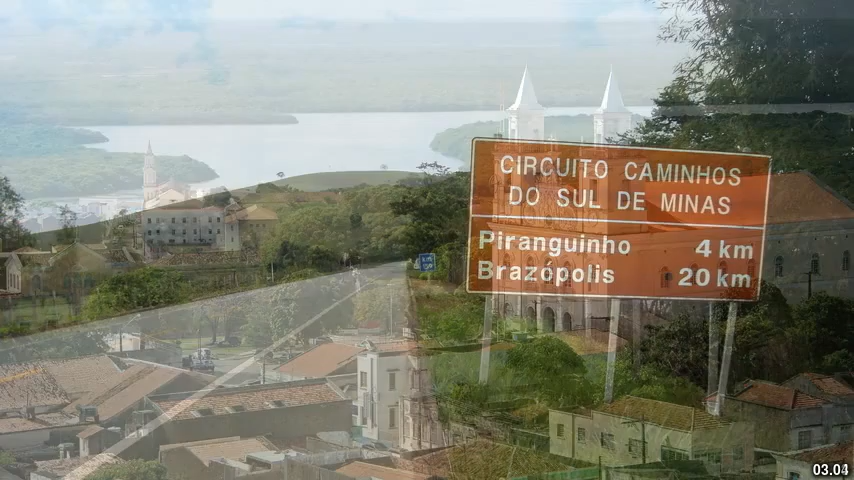 CIRCUITO CAMINHOS
DO SUL DE MINAS
Piranguinho 4 km
Brazópolis 20 km
03.04